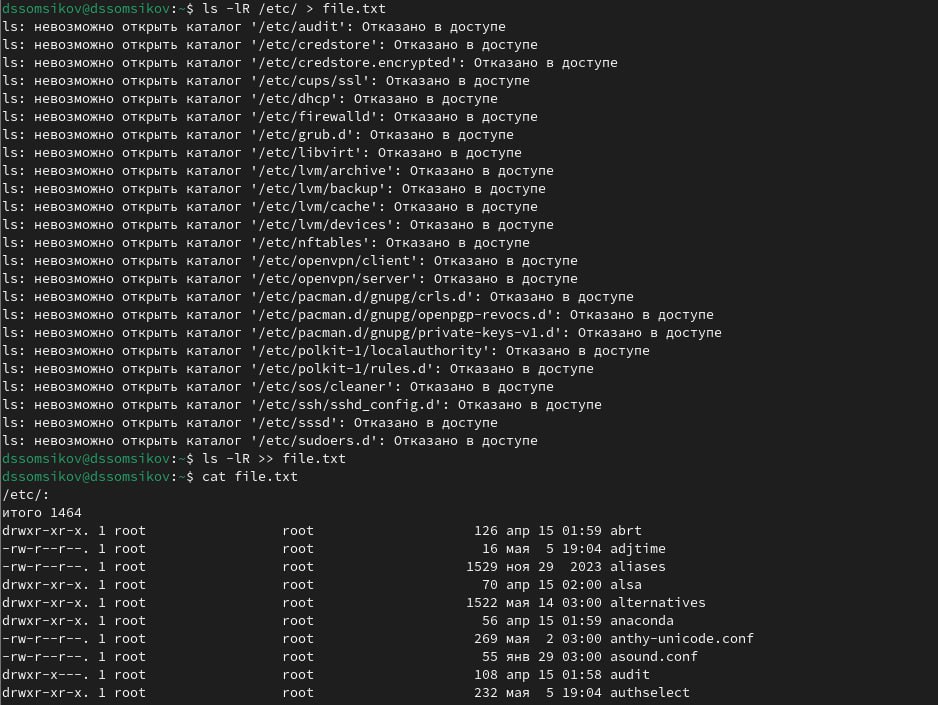 dssomsikov@dssomsikov:~$ ls -lR /etc/ > file.txt
ls: невозможно открыть каталог '/etc/audit': Отказано в доступе
ls: невозможно открыть каталог '/etc/credstore': Отказано в доступе
ls: невозможно открыть каталог '/etc/credstore.encrypted': Отказано в доступе
ls: невозможно открыть каталог '/etc/cups/ssl': Отказано в доступе
ls: невозможно открыть каталог '/etc/dhcp': Отказано в доступе
ls: невозможно открыть каталог '/etc/firewalld': Отказано в доступе
ls: невозможно открыть каталог '/etc/grub.d': Отказано в доступе
ls: невозможно открыть каталог '/etc/libvirt': Отказано в доступе
ls: невозможно открыть каталог '/etc/lvm/archive': Отказано в доступе
ls: невозможно открыть каталог '/etc/lvm/backup': Отказано в доступе
ls: невозможно открыть каталог '/etc/lvm/cache': Отказано в доступе
ls: невозможно открыть каталог '/etc/lvm/devices': Отказано в доступе
ls: невозможно открыть каталог '/etc/nftables': Отказано в доступе
ls: невозможно открыть каталог '/etc/openvpn/client': Отказано в доступе
ls: невозможно открыть каталог '/etc/openvpn/server': Отказано в доступе
ls: невозможно открыть каталог '/etc/pacman.d/gnupg/crls.d': Отказано в доступе
ls: невозможно открыть каталог '/etc/pacman.d/gnupg/openpgp-revocs.d': Отказано в доступе
ls: невозможно открыть каталог '/etc/pacman.d/gnupg/private-keys-v1.d': Отказано в доступе
ls: невозможно открыть каталог '/etc/polkit-1/localauthority': Отказано в доступе
ls: невозможно открыть каталог '/etc/polkit-1/rules.d': Отказано в доступе
ls: невозможно открыть каталог '/etc/sos/cleaner': Отказано в доступе
ls: невозможно открыть каталог '/etc/ssh/sshd_config.d': Отказано в доступе
ls: невозможно открыть каталог '/etc/sssd': Отказано в доступе
ls: невозможно открыть каталог '/etc/sudoers.d': Отказано в доступе
dssomsikov@dssomsikov:~$ ls -lR >> file.txt
dssomsikov@dssomsikov:~$ cat file.txt
/etc/:
итого 1464
drwxr-xr-x. 1 root root 126 апр 15 01:59 abrt
-rw-r--r--. 1 root root 16 мая 5 19:04 adjtime
-rw-r--r--. 1 root root 1529 ноя 29 2023 aliases
drwxr-xr-x. 1 root root 70 апр 15 02:00 alsa
drwxr-xr-x. 1 root root 1522 мая 14 03:00 alternatives
drwxr-xr-x. 1 root root 56 апр 15 01:59 anaconda
-rw-r--r--. 1 root root 269 мая 2 03:00 anthy-unicode.conf
-rw-r--r--. 1 root root 55 янв 29 03:00 asound.conf
drwxr-x---. 1 root root 108 апр 15 01:58 audit
drwxr-xr-x. 1 root root 232 мая 5 19:04 authselect